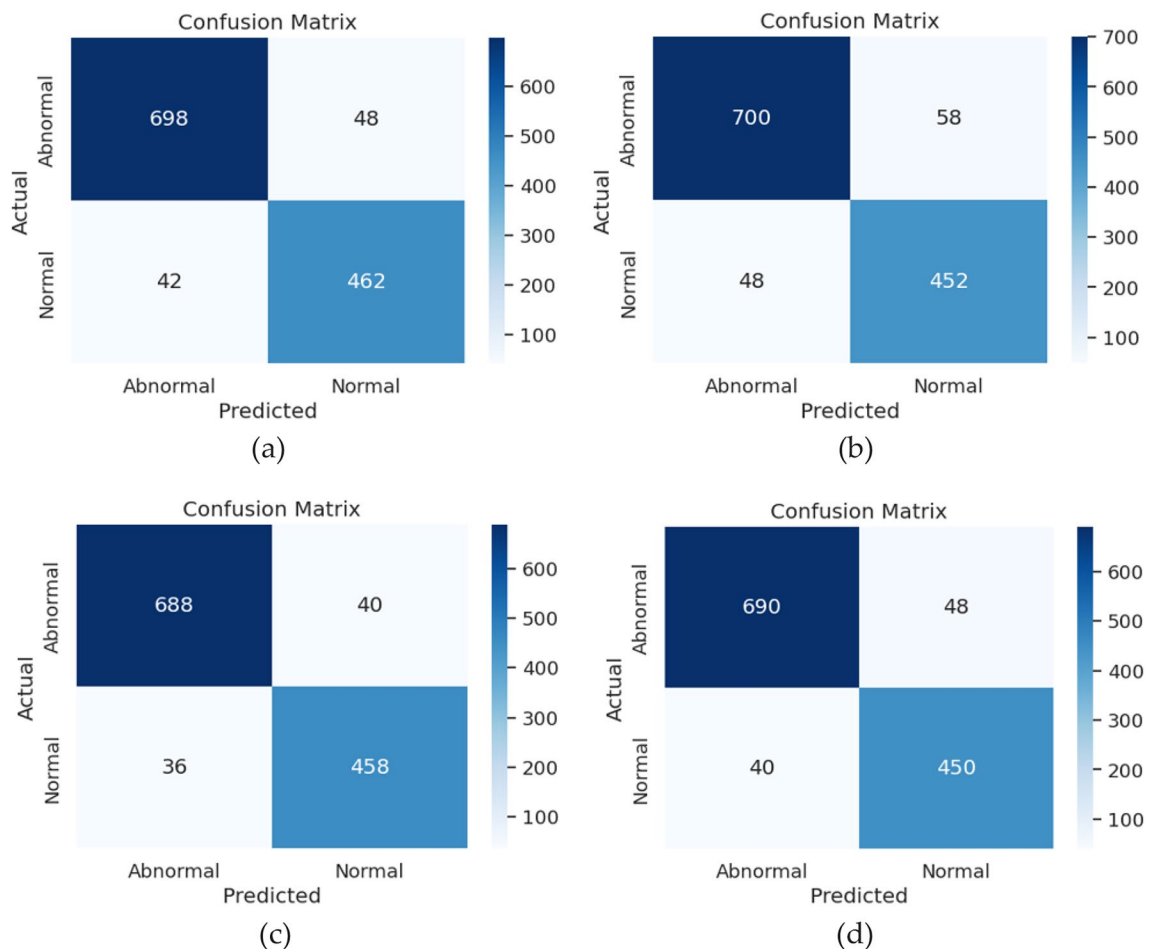 Confusion Matrix
Abnormal
Normal
Actual
698 48
42 462
600
500
400
300
200
100
Abnormal Normal
Predicted
(a)
Confusion Matrix
Abnormal
Normal
Actual
700 58
48 452
700
600
500
400
300
200
100
Abnormal Normal
Predicted
(b)
Confusion Matrix
Abnormal
Normal
Actual
688 40
36 458
600
500
400
300
200
100
Abnormal Normal
Predicted
(c)
Confusion Matrix
Abnormal
Normal
Actual
690 48
40 450
600
500
400
300
200
100
Abnormal Normal
Predicted
(d)